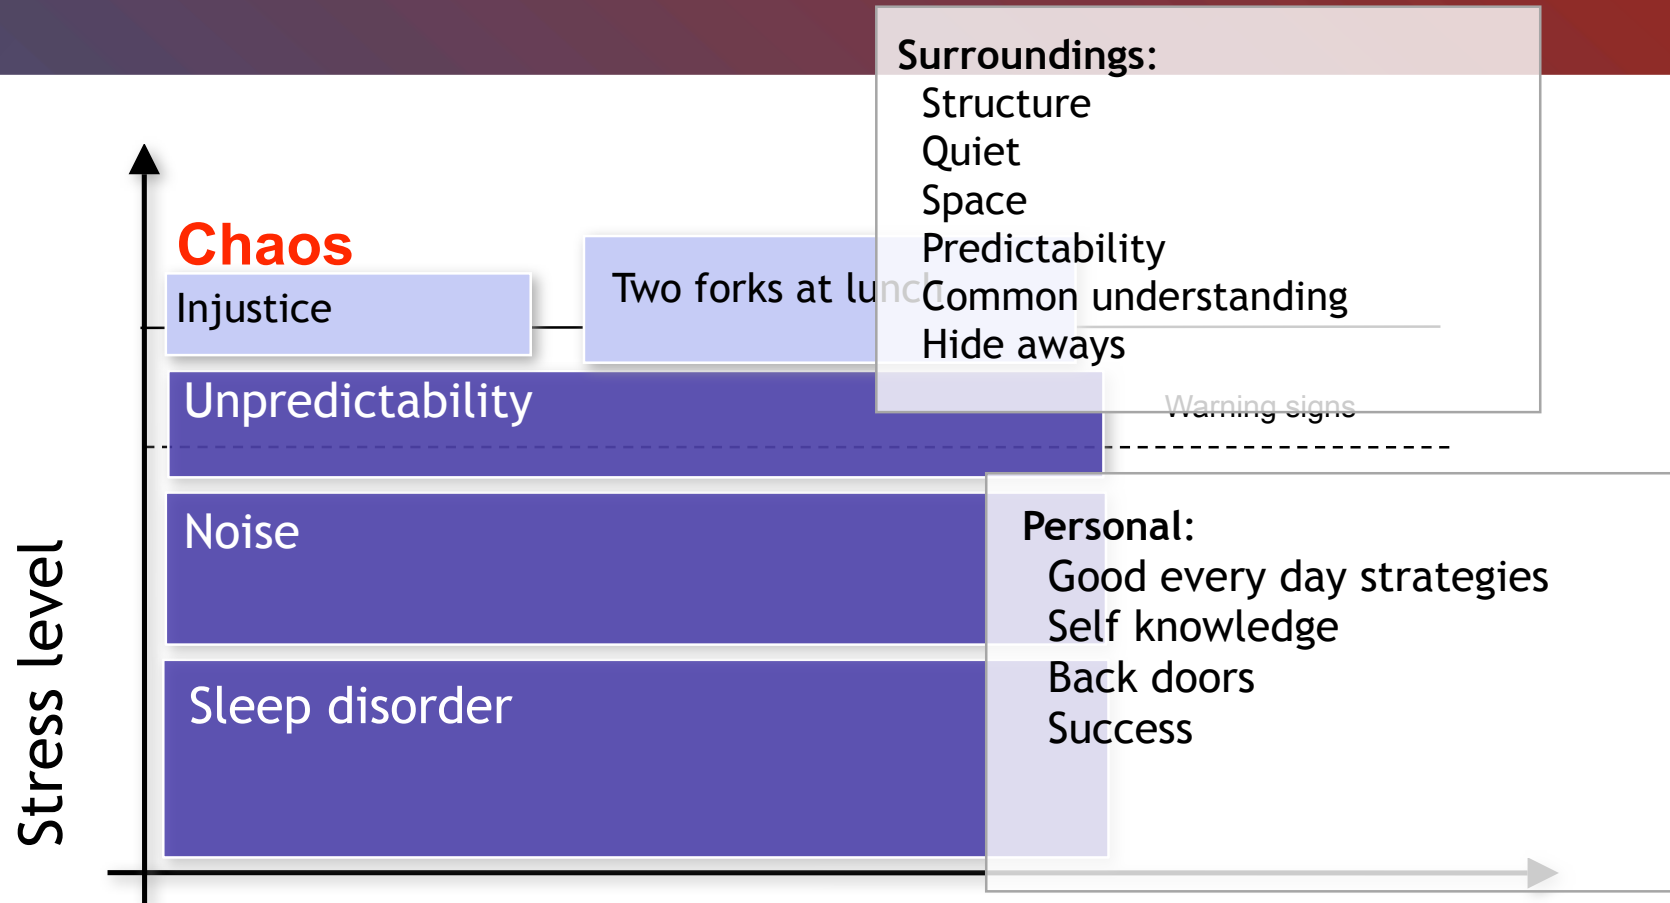 Surroundings:
Structure
Quiet
Space
Predictability
Common understanding
Hide aways
Chaos
Injustice
Two forks at lunch
Unpredictability
Warning signs
Noise
Sleep disorder
Personal:
Good every day strategies
Self knowledge
Back doors
Success
Stress level